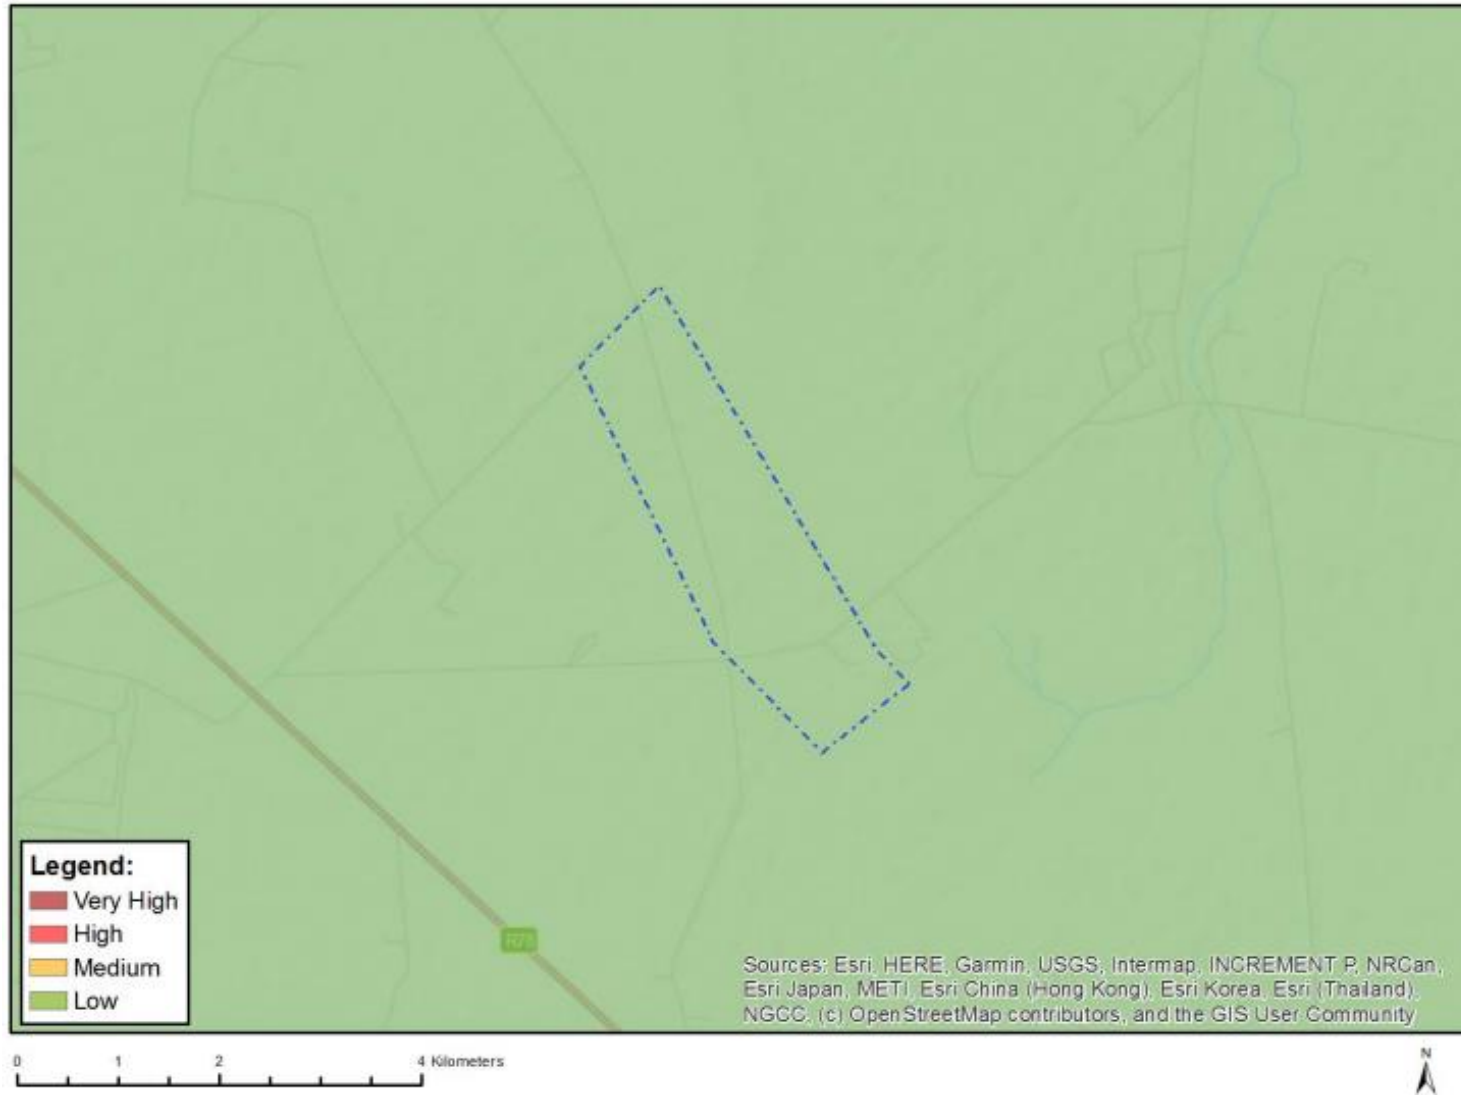 Legend:
Very High
High
Medium
Low
Sources: Esri, HERE, Garmin, USGS, Intermap, INCREMENT P, NRCan,
Esri Japan, METI, Esri China (Hong Kong), Esri Korea, Esri (Thailand),
NGCC, (c) OpenStreetMap contributors, and the GIS User Community
0 1 2 4 Kilometers
N